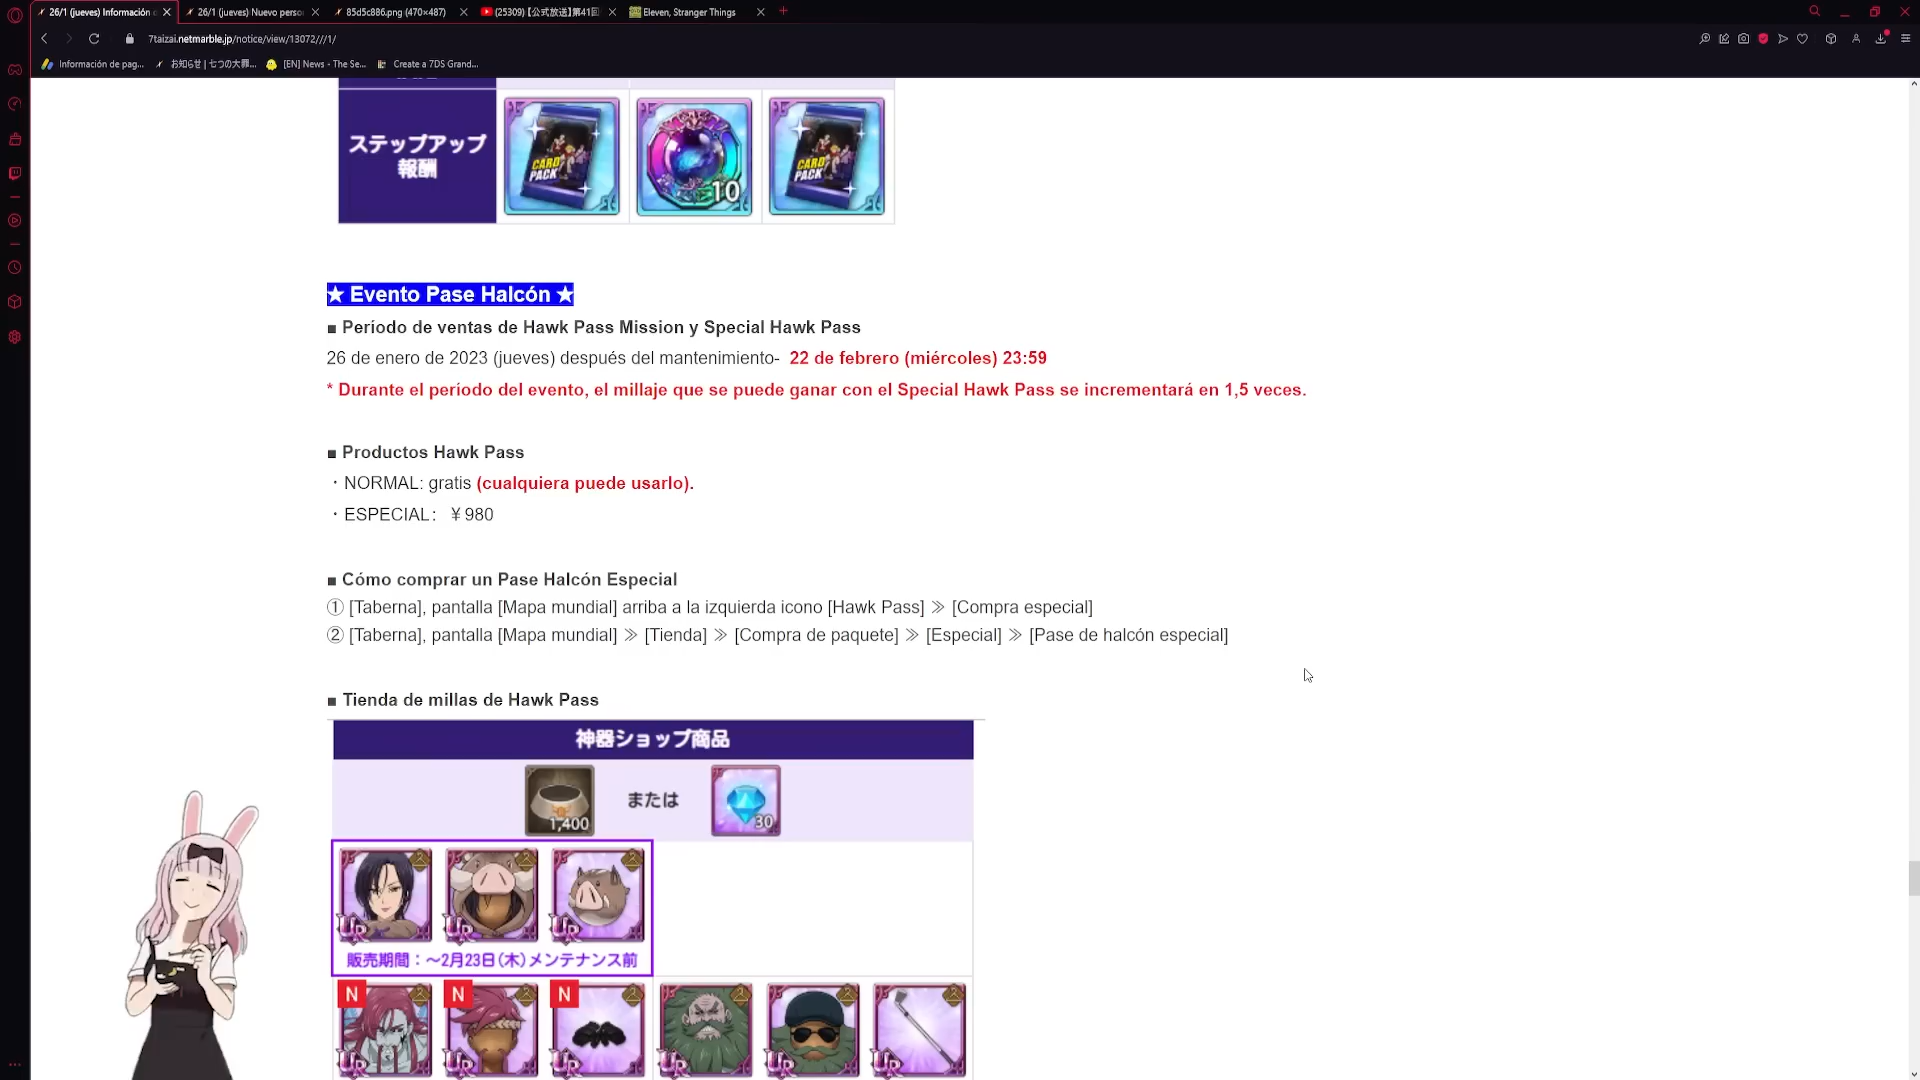 26/1 (jueves) Información
26/1 (jueves) Nuevo perso
85d5c886.png (470×487)
(25309) 【公式放送】第41回
Eleven, Stranger Things
7taizai.netmarble.jp/notice/view/13072///1/
Información de pag...
お知らせ | 七つの大罪...
[EN] News - The Se...
Create a 7DS Grand...
ステップアップ
報酬
CARD PACK
10
CARD PACK
★ Evento Pase Halcón ★
■ Período de ventas de Hawk Pass Mission y Special Hawk Pass
26 de enero de 2023 (jueves) después del mantenimiento- 22 de febrero (miércoles) 23:59
* Durante el período del evento, el millaje que se puede ganar con el Special Hawk Pass se incrementará en 1,5 veces.
■ Productos Hawk Pass
・NORMAL: gratis (cualquiera puede usarlo).
・ESPECIAL: ￥980
■ Cómo comprar un Pase Halcón Especial
① [Taberna], pantalla [Mapa mundial] arriba a la izquierda icono [Hawk Pass] ≫ [Compra especial]
② [Taberna], pantalla [Mapa mundial] ≫ [Tienda] ≫ [Compra de paquete] ≫ [Especial] ≫ [Pase de halcón especial]
■ Tienda de millas de Hawk Pass
神器ショップ商品
1,400 または 30
UR UR UR
販売期間：～2月23日(木)メンテナンス前
N N N
UR UR UR UR UR UR